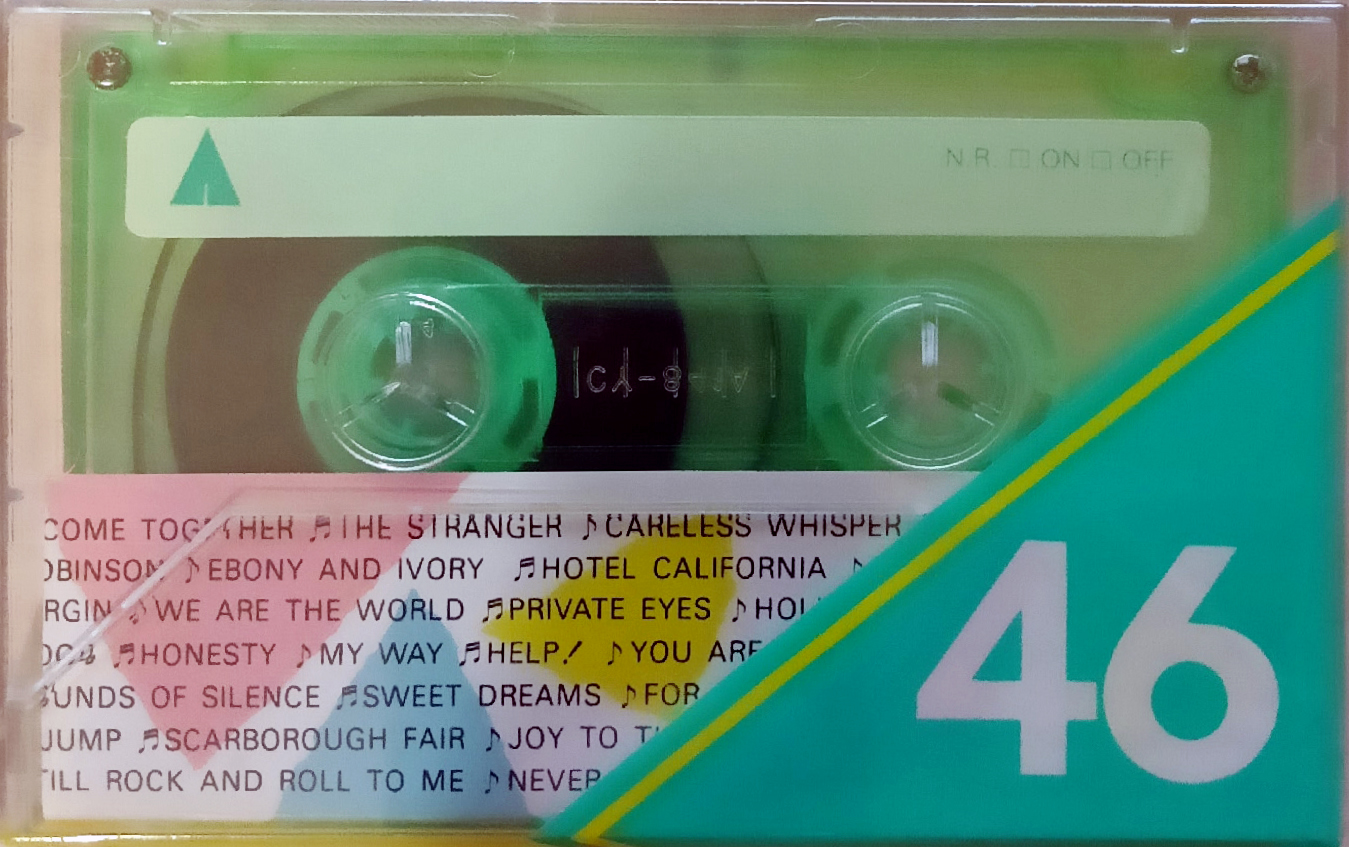 A
N.R. □ ON □ OFF
COME TOGETHER ♬THE STRANGER ♪CARELESS WHISPER
OBINSON ♪EBONY AND IVORY ♬HOTEL CALIFORNIA ♪
RGIN ♪WE ARE THE WORLD ♬PRIVATE EYES ♪HOL
♬HONESTY ♪MY WAY ♬HELP! ♪YOU ARE
OUNDS OF SILENCE ♬SWEET DREAMS ♪FOR
JUMP ♬SCARBOROUGH FAIR ♪JOY TO T
TILL ROCK AND ROLL TO ME ♪NEVER
46